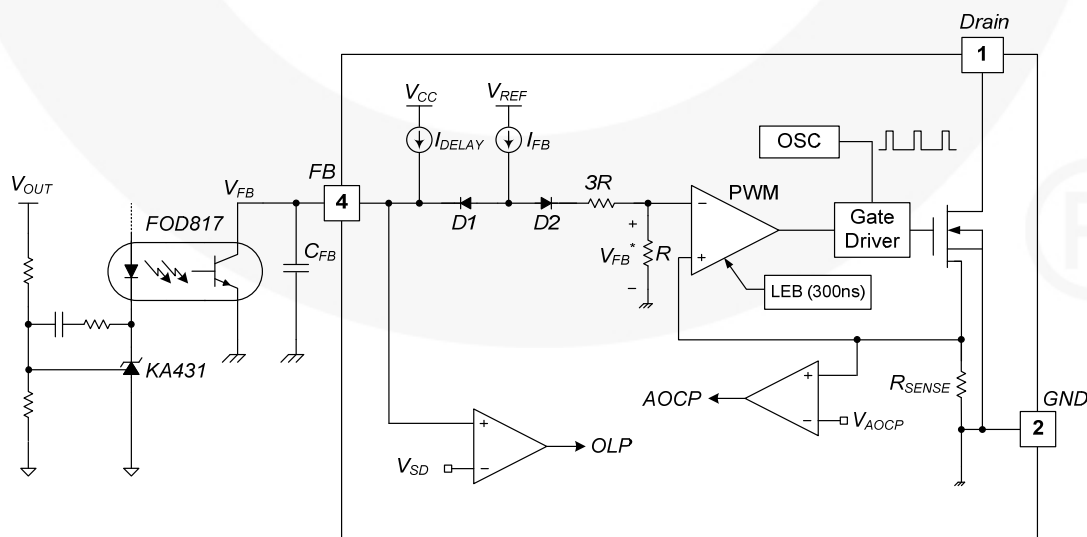 Drain
1
V_CC
V_REF
I_DELAY
I_FB
OSC
FB
4
3R
PWM
V_OUT
V_FB
FOD817
D1
D2
−
+
Gate
Driver
C_FB
+
V_FB*
R
−
LEB (300ns)
KA431
AOCP
+
−
V_AOCP
R_SENSE
GND
2
+
−
V_SD
OLP
R